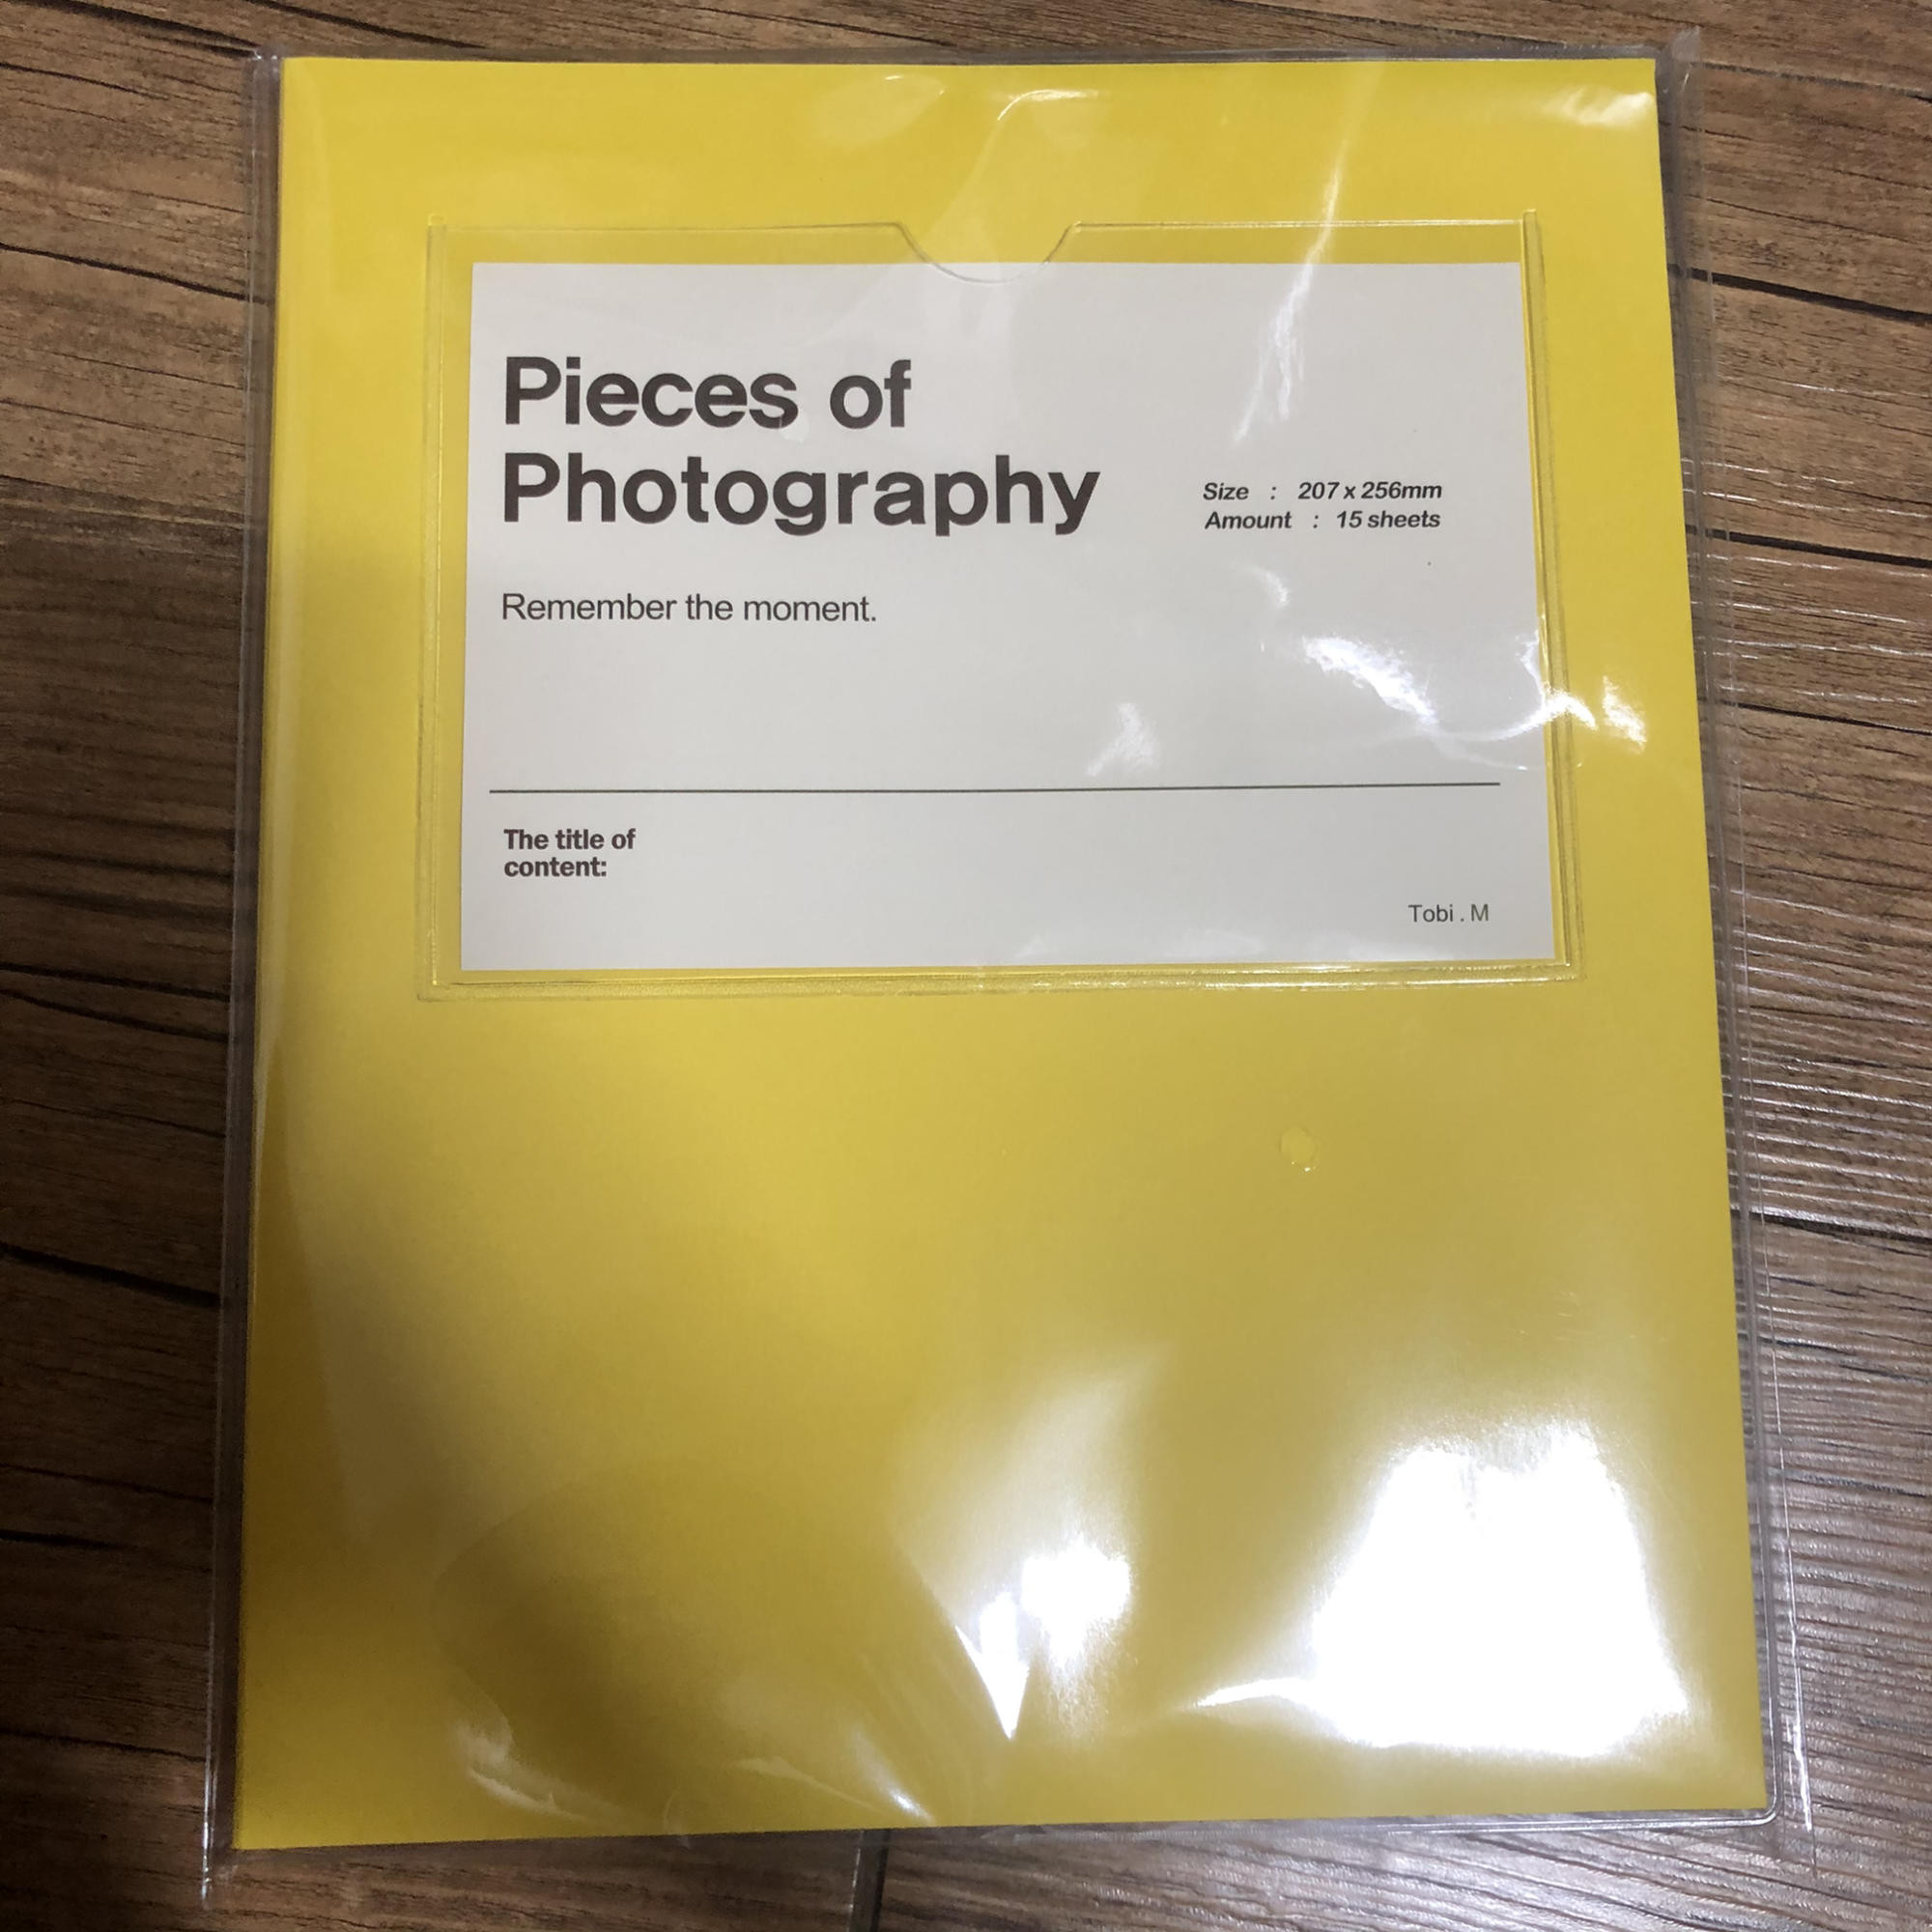 Pieces of
Photography
Size : 207 x 256mm
Amount : 15 sheets
Remember the moment.
The title of
content:
Tobi . M